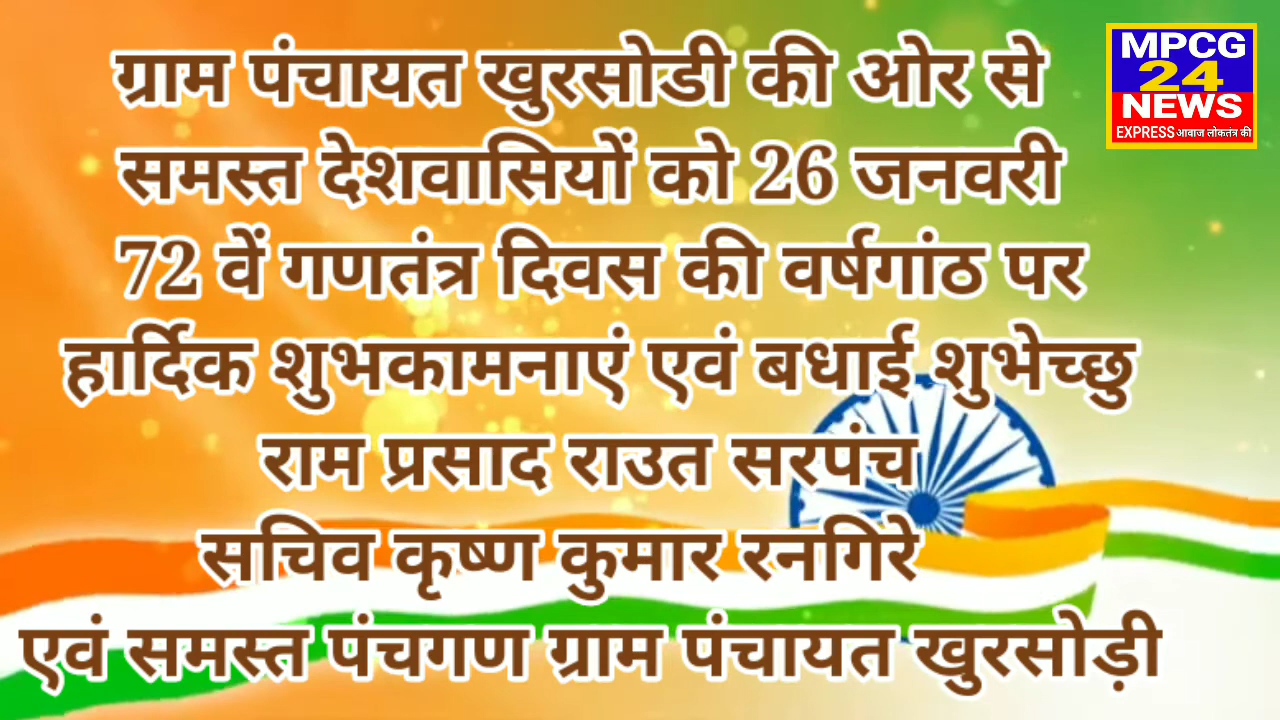 ग्राम पंचायत खुरसोडी की ओर से
समस्त देशवासियों को 26 जनवरी
72 वें गणतंत्र दिवस की वर्षगांठ पर
हार्दिक शुभकामनाएं एवं बधाई शुभेच्छु
राम प्रसाद राउत सरपंच
सचिव कृष्ण कुमार रनगिरे
एवं समस्त पंचगण ग्राम पंचायत खुरसोड़ी
MPCG
24
NEWS
EXPRESS आवाज लोकतंत्र की